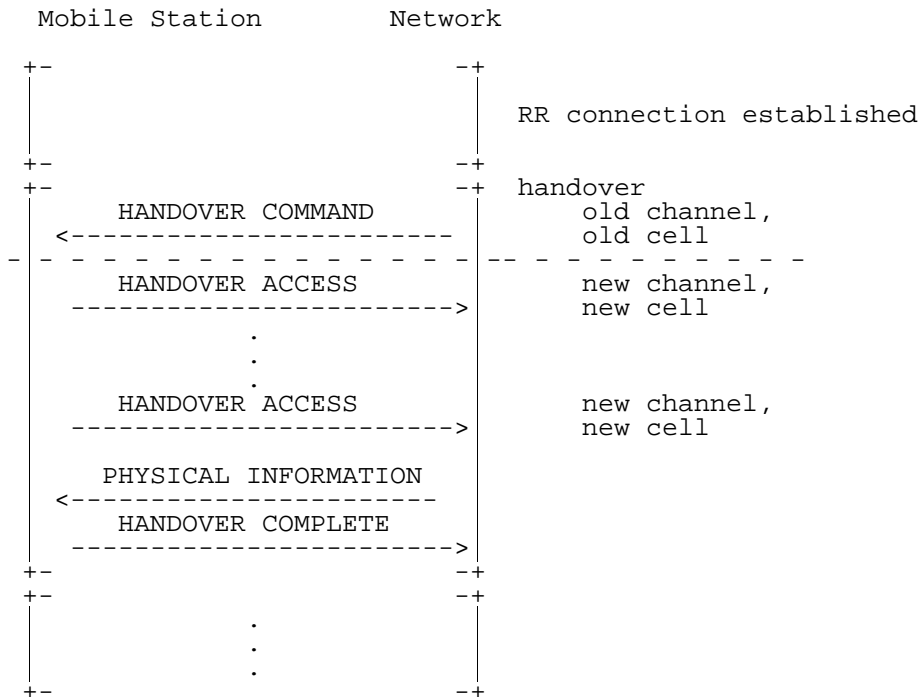 Mobile Station Network
RR connection established
handover
HANDOVER COMMAND old channel,
old cell
HANDOVER ACCESS new channel,
new cell
HANDOVER ACCESS new channel,
new cell
PHYSICAL INFORMATION
HANDOVER COMPLETE